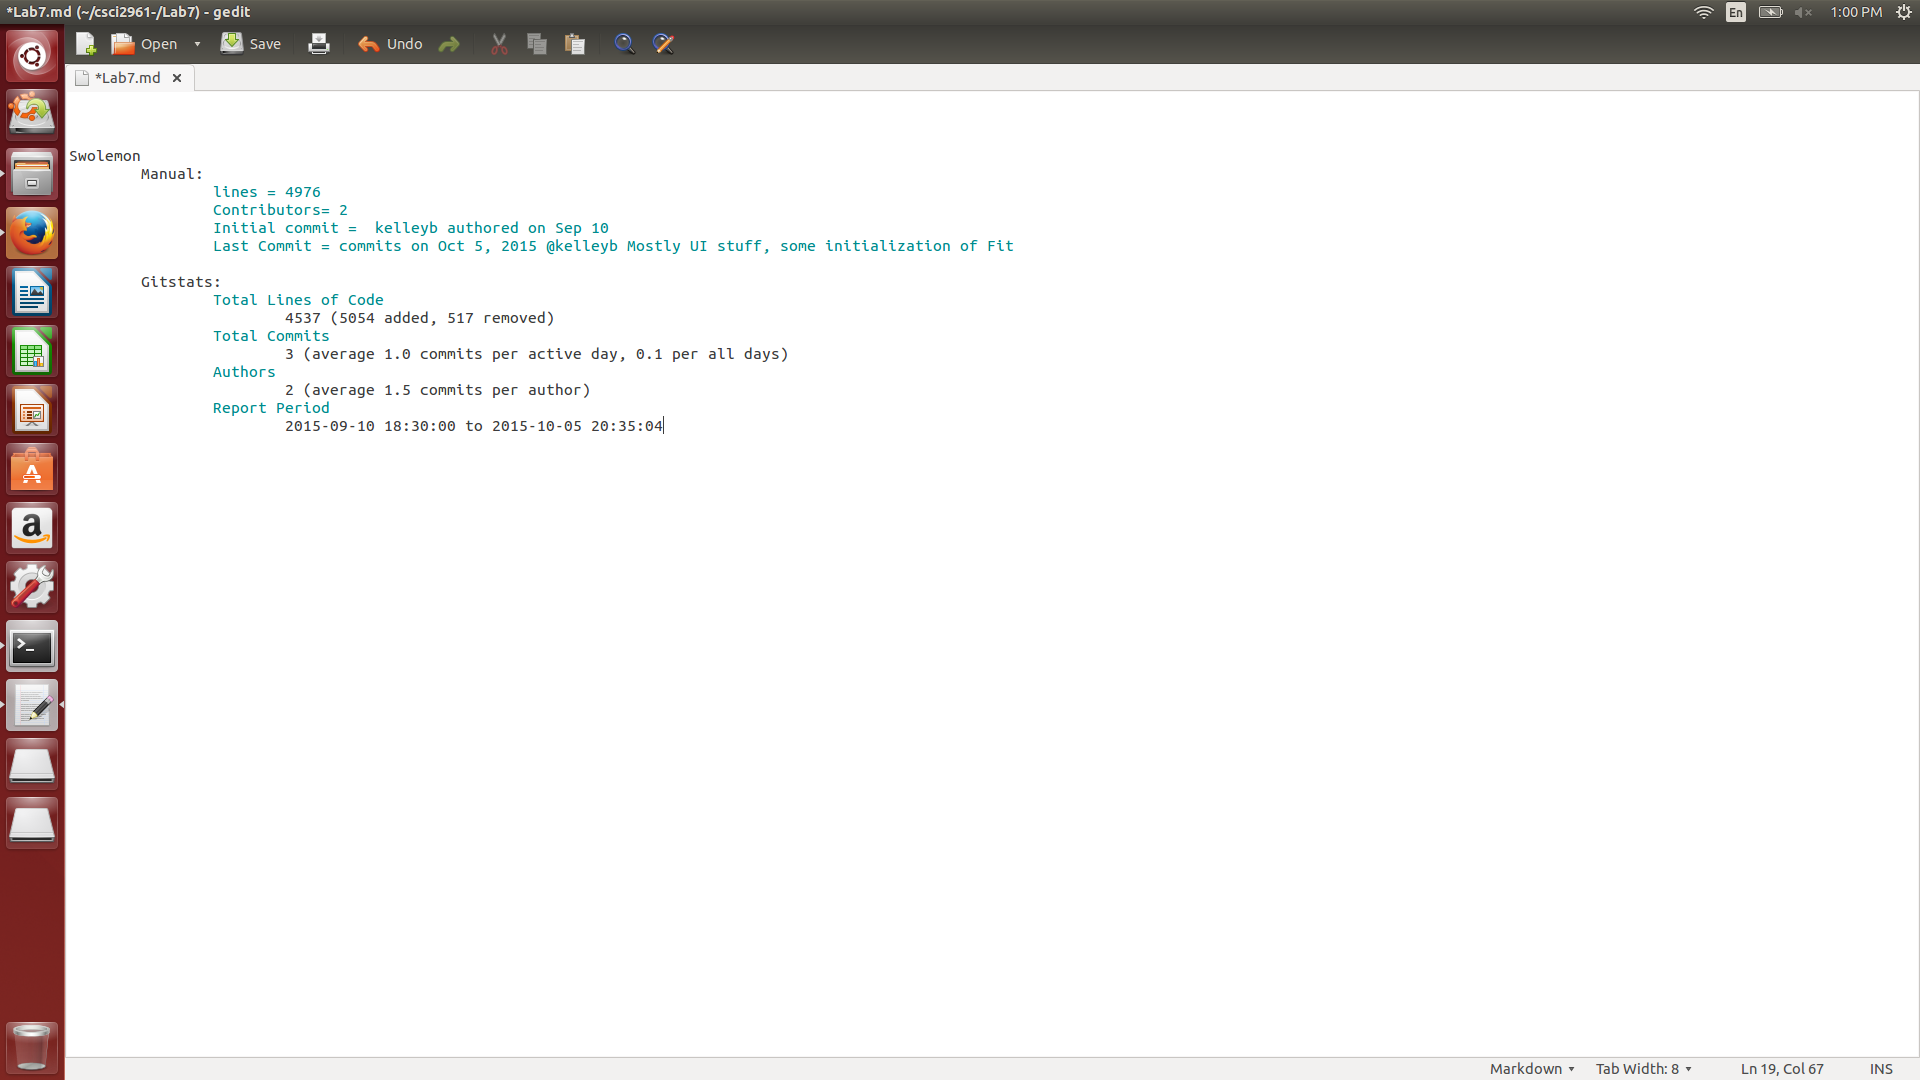 *Lab7.md (~/csci2961-/Lab7) - gedit
En
1:00 PM
Open
Save
Undo
*Lab7.md
Swolemon
Manual:
lines = 4976
Contributors= 2
Initial commit =  kelleyb authored on Sep 10
Last Commit = commits on Oct 5, 2015 @kelleyb Mostly UI stuff, some initialization of Fit
Gitstats:
Total Lines of Code
4537 (5054 added, 517 removed)
Total Commits
3 (average 1.0 commits per active day, 0.1 per all days)
Authors
2 (average 1.5 commits per author)
Report Period
2015-09-10 18:30:00 to 2015-10-05 20:35:04
Markdown
Tab Width: 8
Ln 19, Col 67
INS